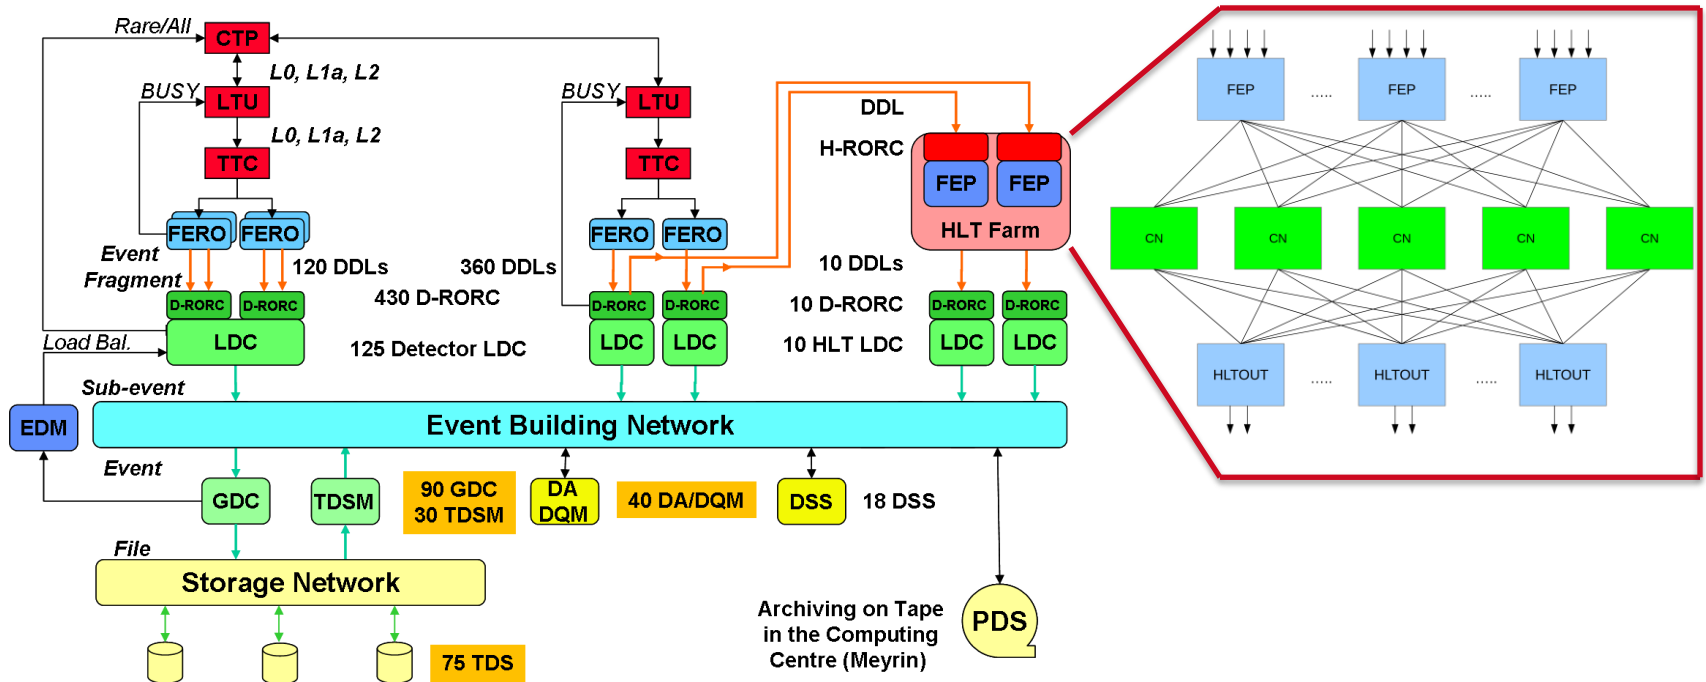 Rare/All
CTP
L0, L1a, L2
BUSY
LTU
BUSY
LTU
L0, L1a, L2
TTC
TTC
DDL
H-RORC
FEP
FEP
HLT Farm
FERO
FERO
FERO
FERO
Event
Fragment
120 DDLs
360 DDLs
10 DDLs
D-RORC
D-RORC
430 D-RORC
D-RORC
D-RORC
10 D-RORC
D-RORC
D-RORC
Load Bal.
LDC
125 Detector LDC
LDC
LDC
10 HLT LDC
LDC
LDC
Sub-event
EDM
Event Building Network
Event
GDC
TDSM
90 GDC
30 TDSM
DA
DQM
40 DA/DQM
DSS
18 DSS
File
Storage Network
75 TDS
Archiving on Tape
in the Computing
Centre (Meyrin)
PDS
FEP
.....
FEP
.....
FEP
CN
CN
CN
CN
CN
HLTOUT
.....
HLTOUT
.....
HLTOUT